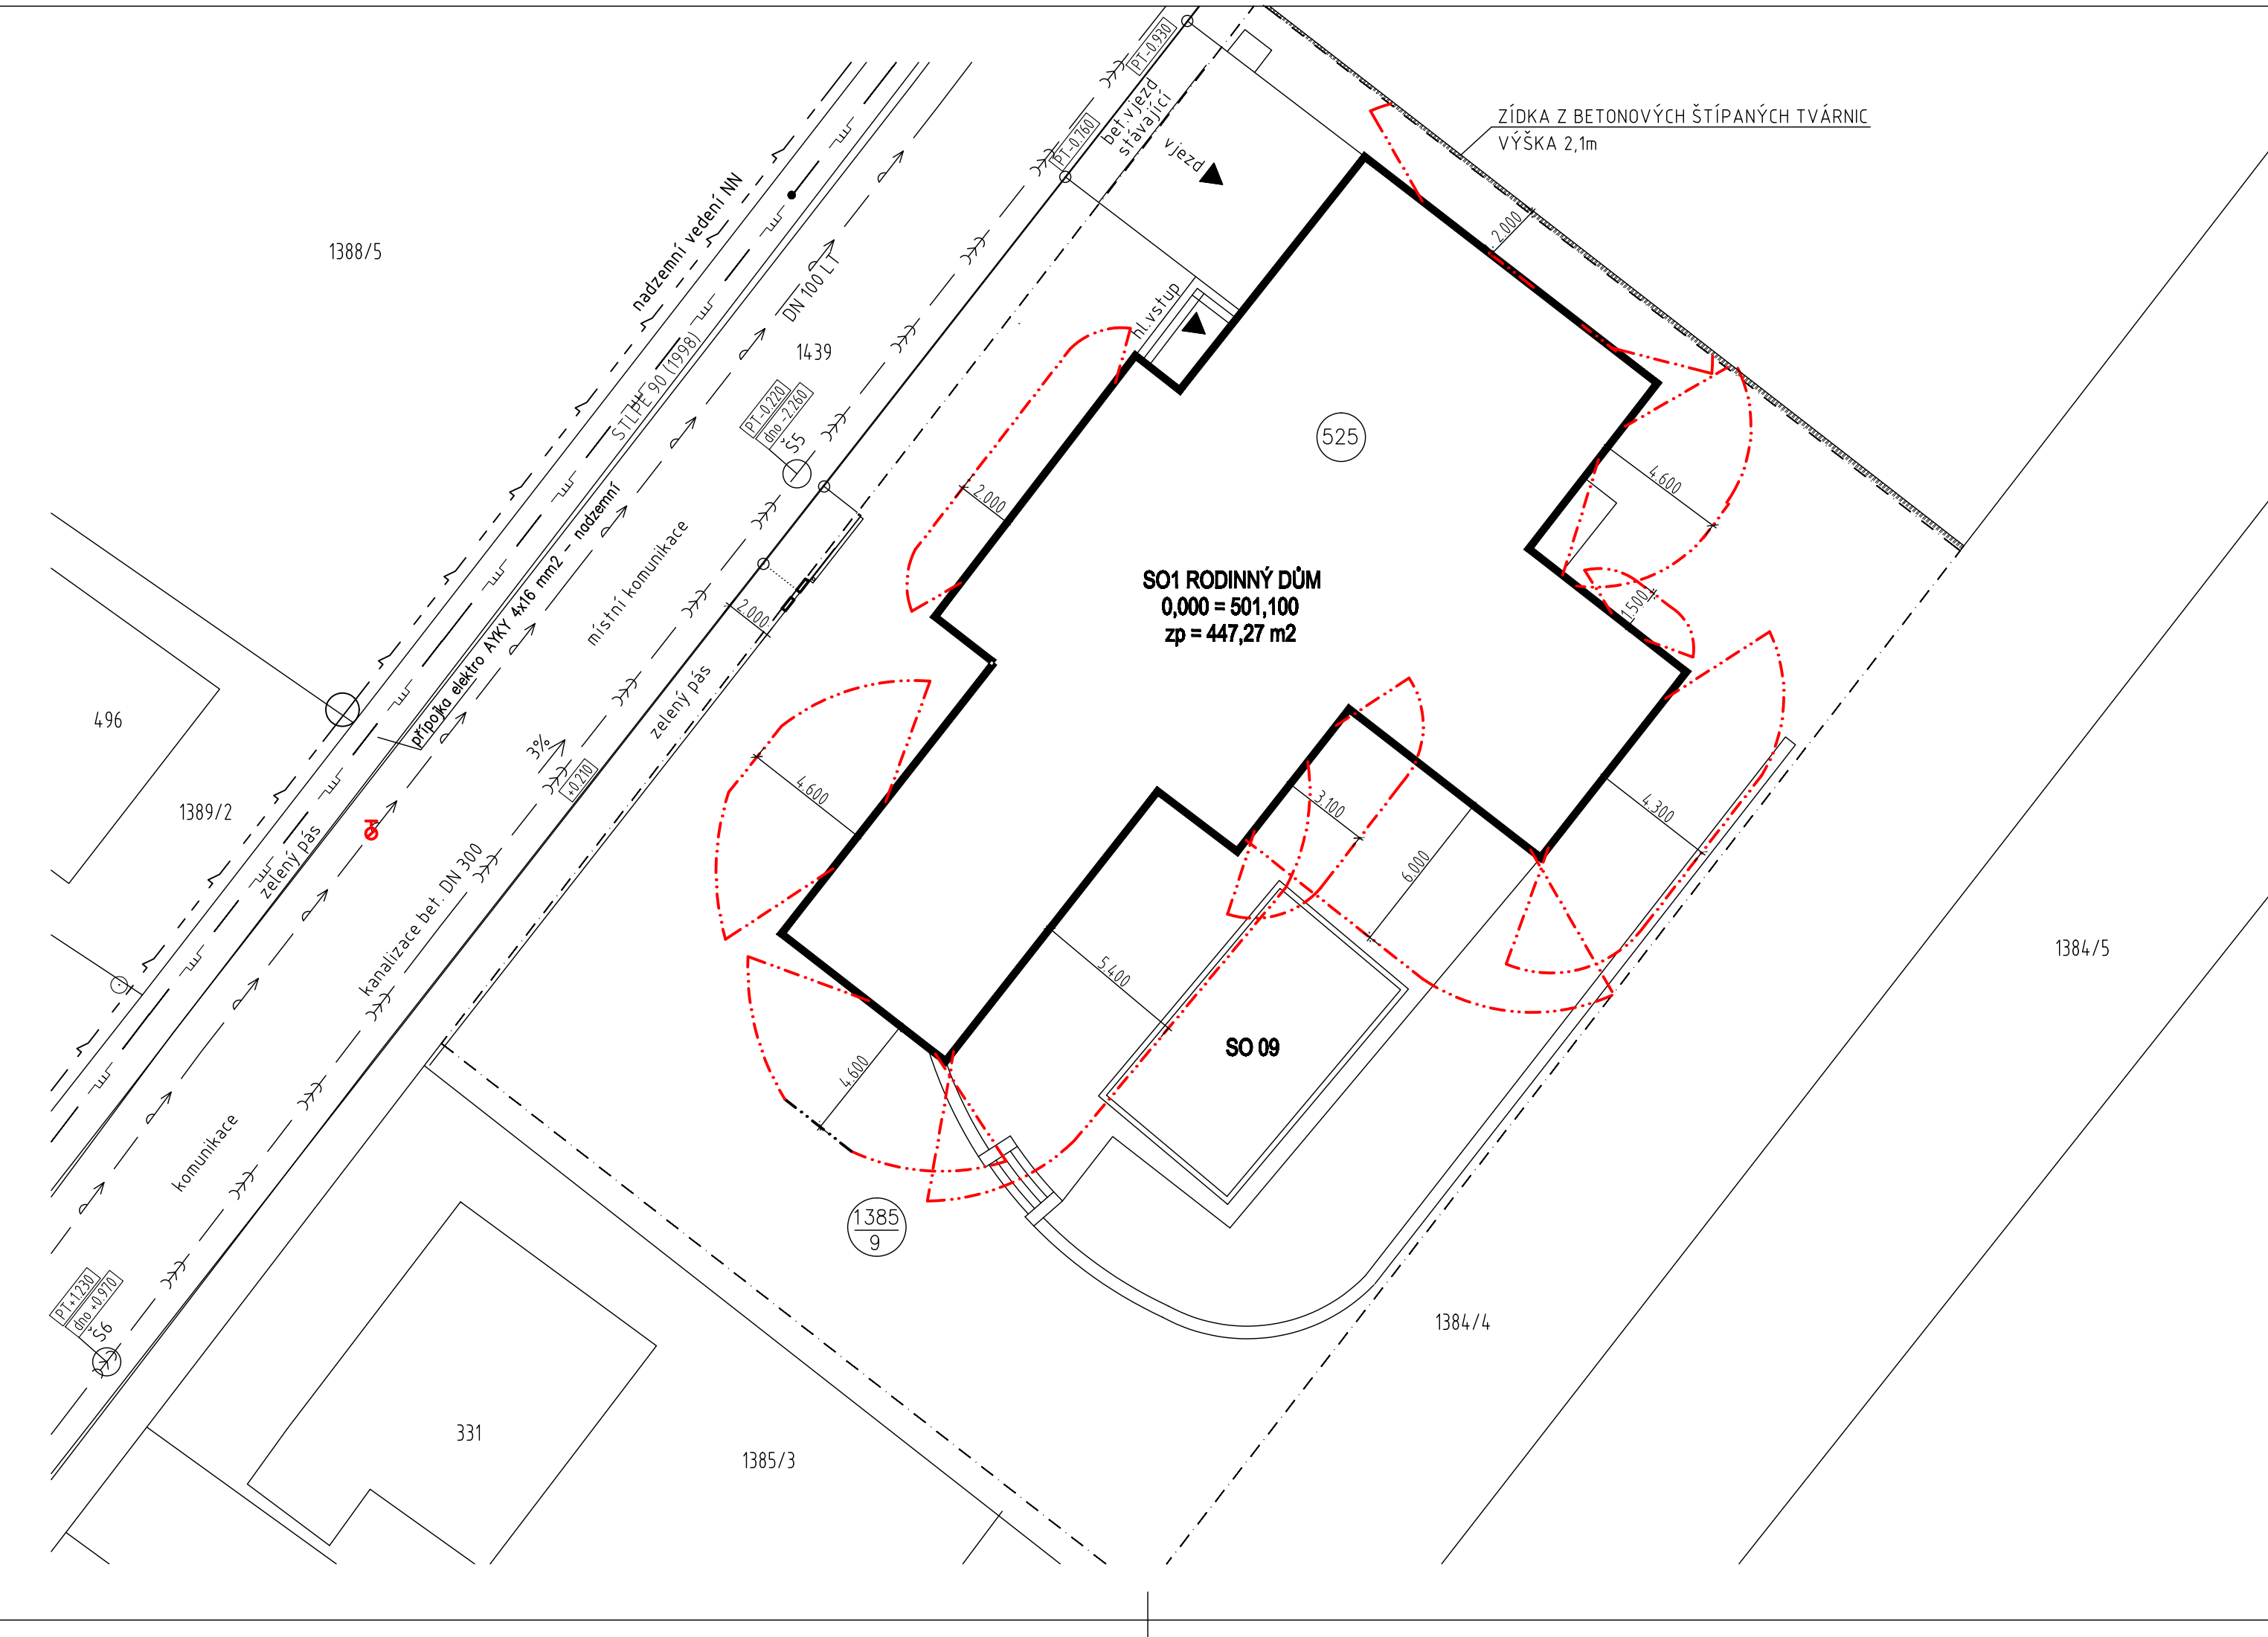 PT-0.930
bet.vjezd
stávající
PT-0.760
vjezd
ZÍDKA Z BETONOVÝCH ŠTÍPANÝCH TVÁRNIC
VÝŠKA 2,1m
nadzemní vedení NN
1388/5
2.000
DN 100 LT
hl.vstup
1439
STLPE 90 (1998)
PT-0.220
dno -2.260
Š5
525
4.600
2.000
přípojka elektro AYKY 4x16 mm2 - nadzemní
místní komunikace
SO1 RODINNÝ DŮM
0,000 = 501,100
zp = 447,27 m2
1.500
2.000
zelený pás
496
3%
+0.210
4.600
3.100
4.300
1389/2
zelený pás
6.000
kanalizace bet. DN 300
5.400
1384/5
SO 09
4.600
komunikace
1385
9
PT+1.230
dno +0.970
Š6
1384/4
331
1385/3